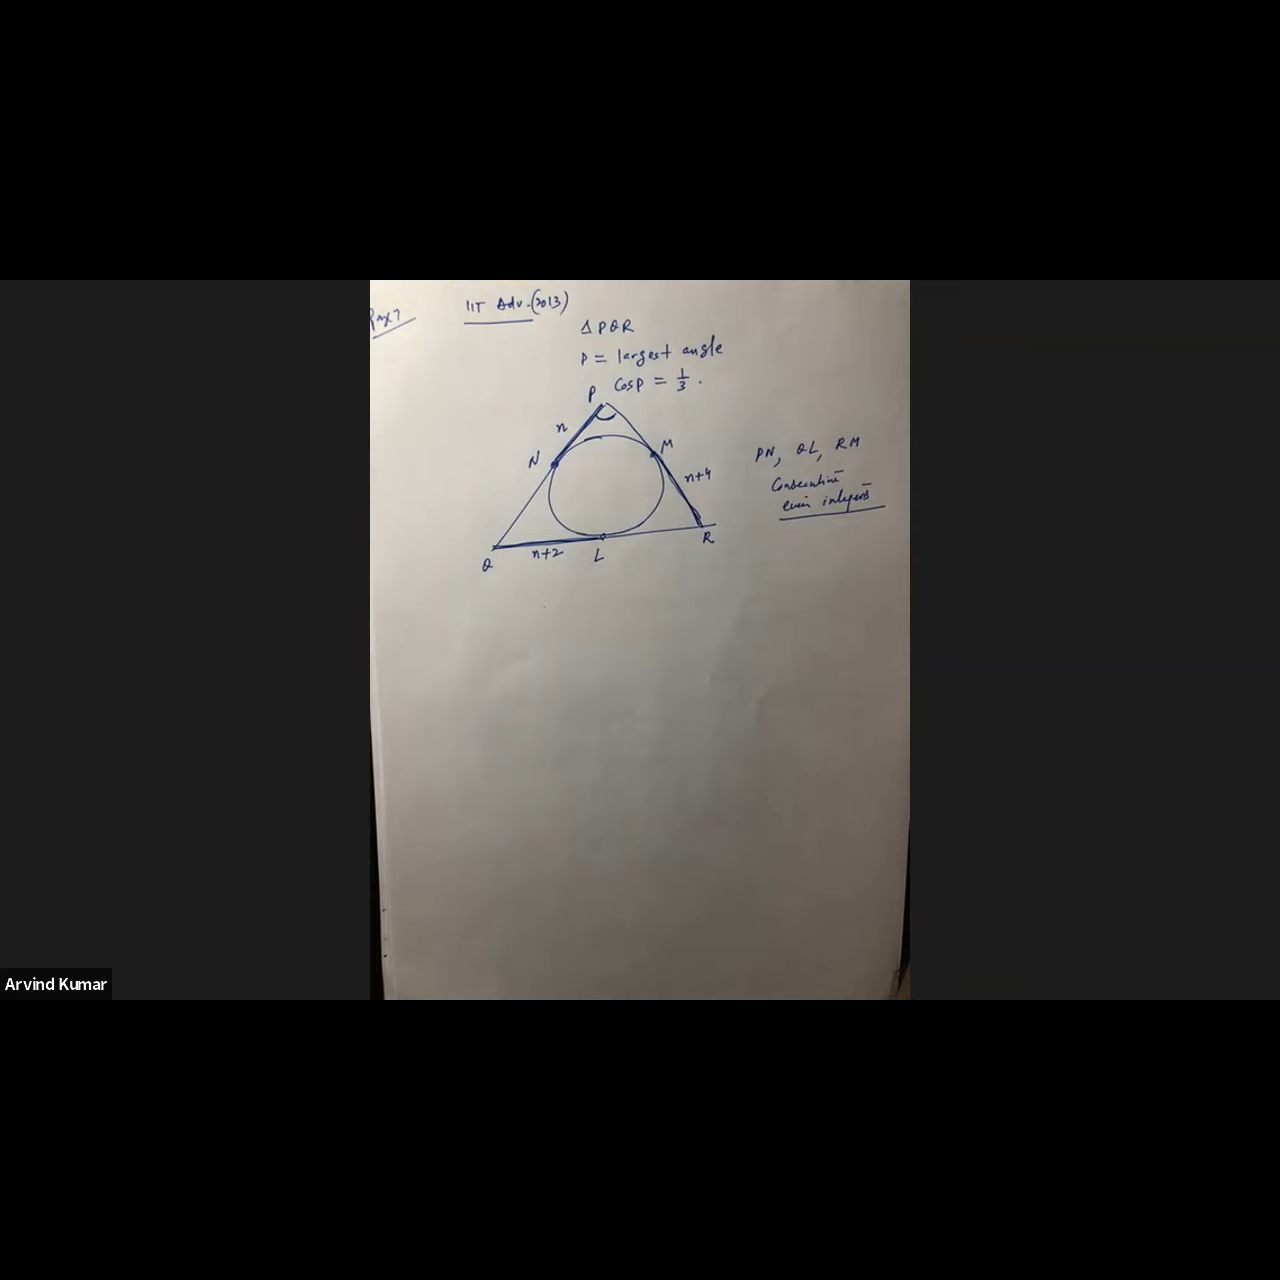 IIT Adv. (2013)
Δ PQR
P = largest angle
Cos P = 1/3 .
P
n
N
M
n+4
PN, QL, RM
Consecutive
even integers
Q
n+2
L
R
Arvind Kumar